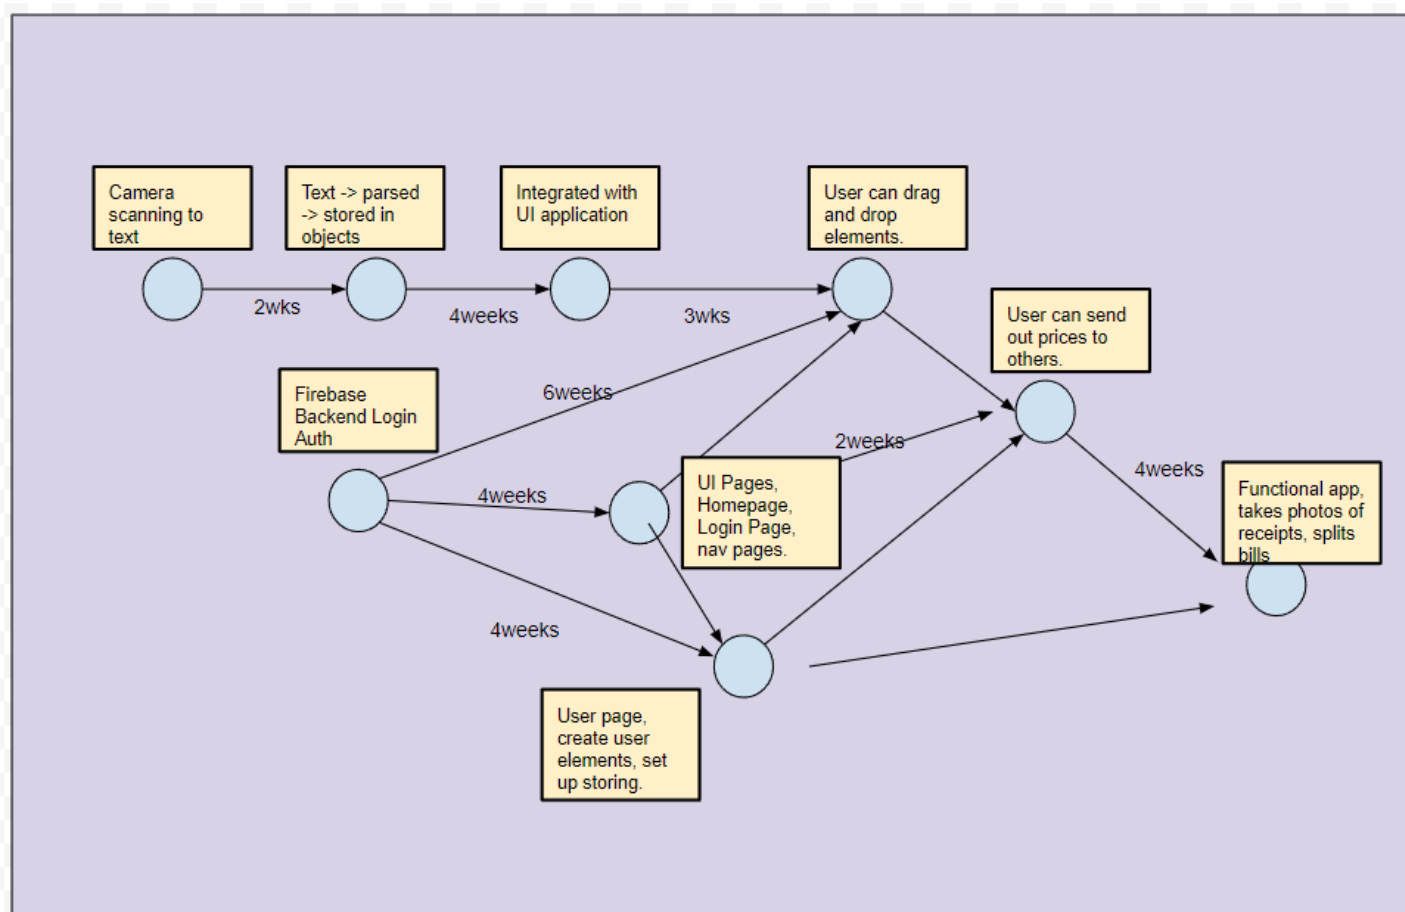 Camera
scanning to
text
Text -> parsed
-> stored in
objects
Integrated with
UI application
User can drag
and drop
elements.
2wks
4weeks
3wks
User can send
out prices to
others.
Firebase
Backend Login
Auth
6weeks
2weeks
4weeks
4weeks
UI Pages,
Homepage,
Login Page,
nav pages.
Functional app,
takes photos of
receipts, splits
bills
4weeks
User page,
create user
elements, set
up storing.